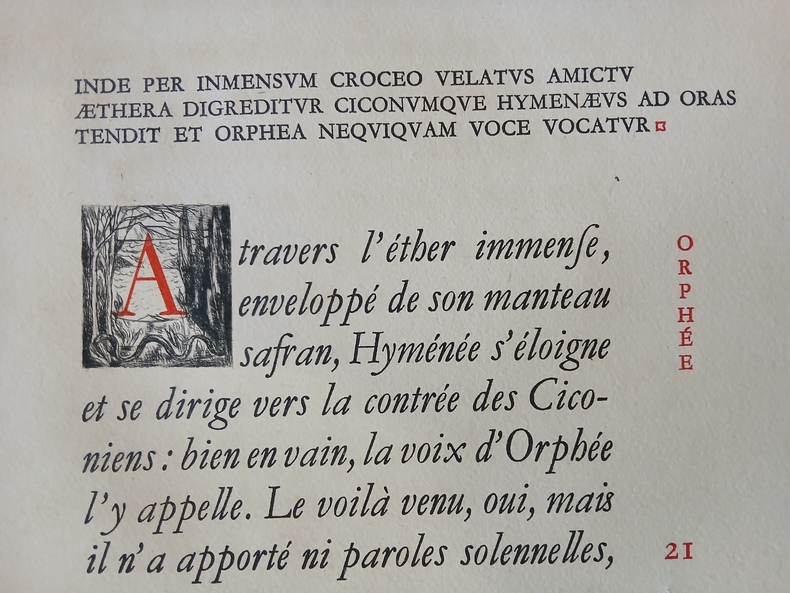 INDE PER INMENSVM CROCEO VELATVS AMICTV
ÆTHERA DIGREDITVR CICONVMQVE HYMENÆVS AD ORAS
TENDIT ET ORPHEA NEQVIQVAM VOCE VOCATVR
A travers l'éther immenſe,
enveloppé de son manteau
safran, Hyménée s'éloigne
et se dirige vers la contrée des Cico-
niens : bien en vain, la voix d'Orphée
l'y appelle. Le voilà venu, oui, mais
il n'a apporté ni paroles solennelles,
ORPHÉE
21